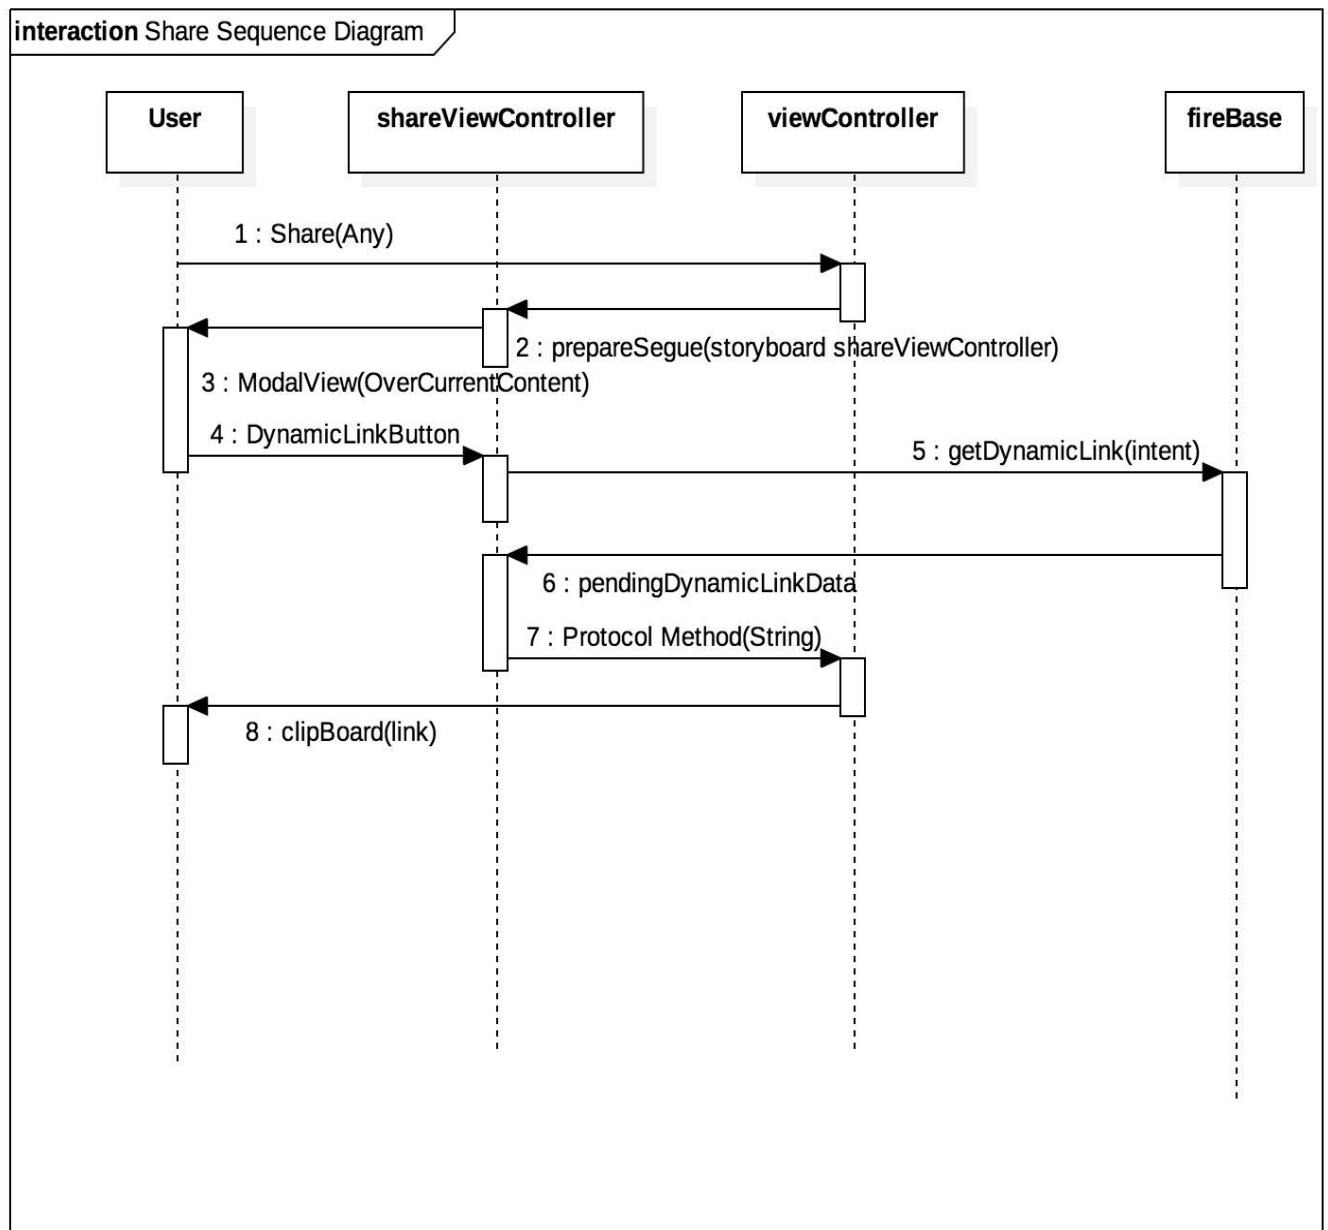 interaction Share Sequence Diagram
User
shareViewController
viewController
fireBase
1 : Share(Any)
2 : prepareSegue(storyboard shareViewController)
3 : ModalView(OverCurrentContent)
4 : DynamicLinkButton
5 : getDynamicLink(intent)
6 : pendingDynamicLinkData
7 : Protocol Method(String)
8 : clipBoard(link)